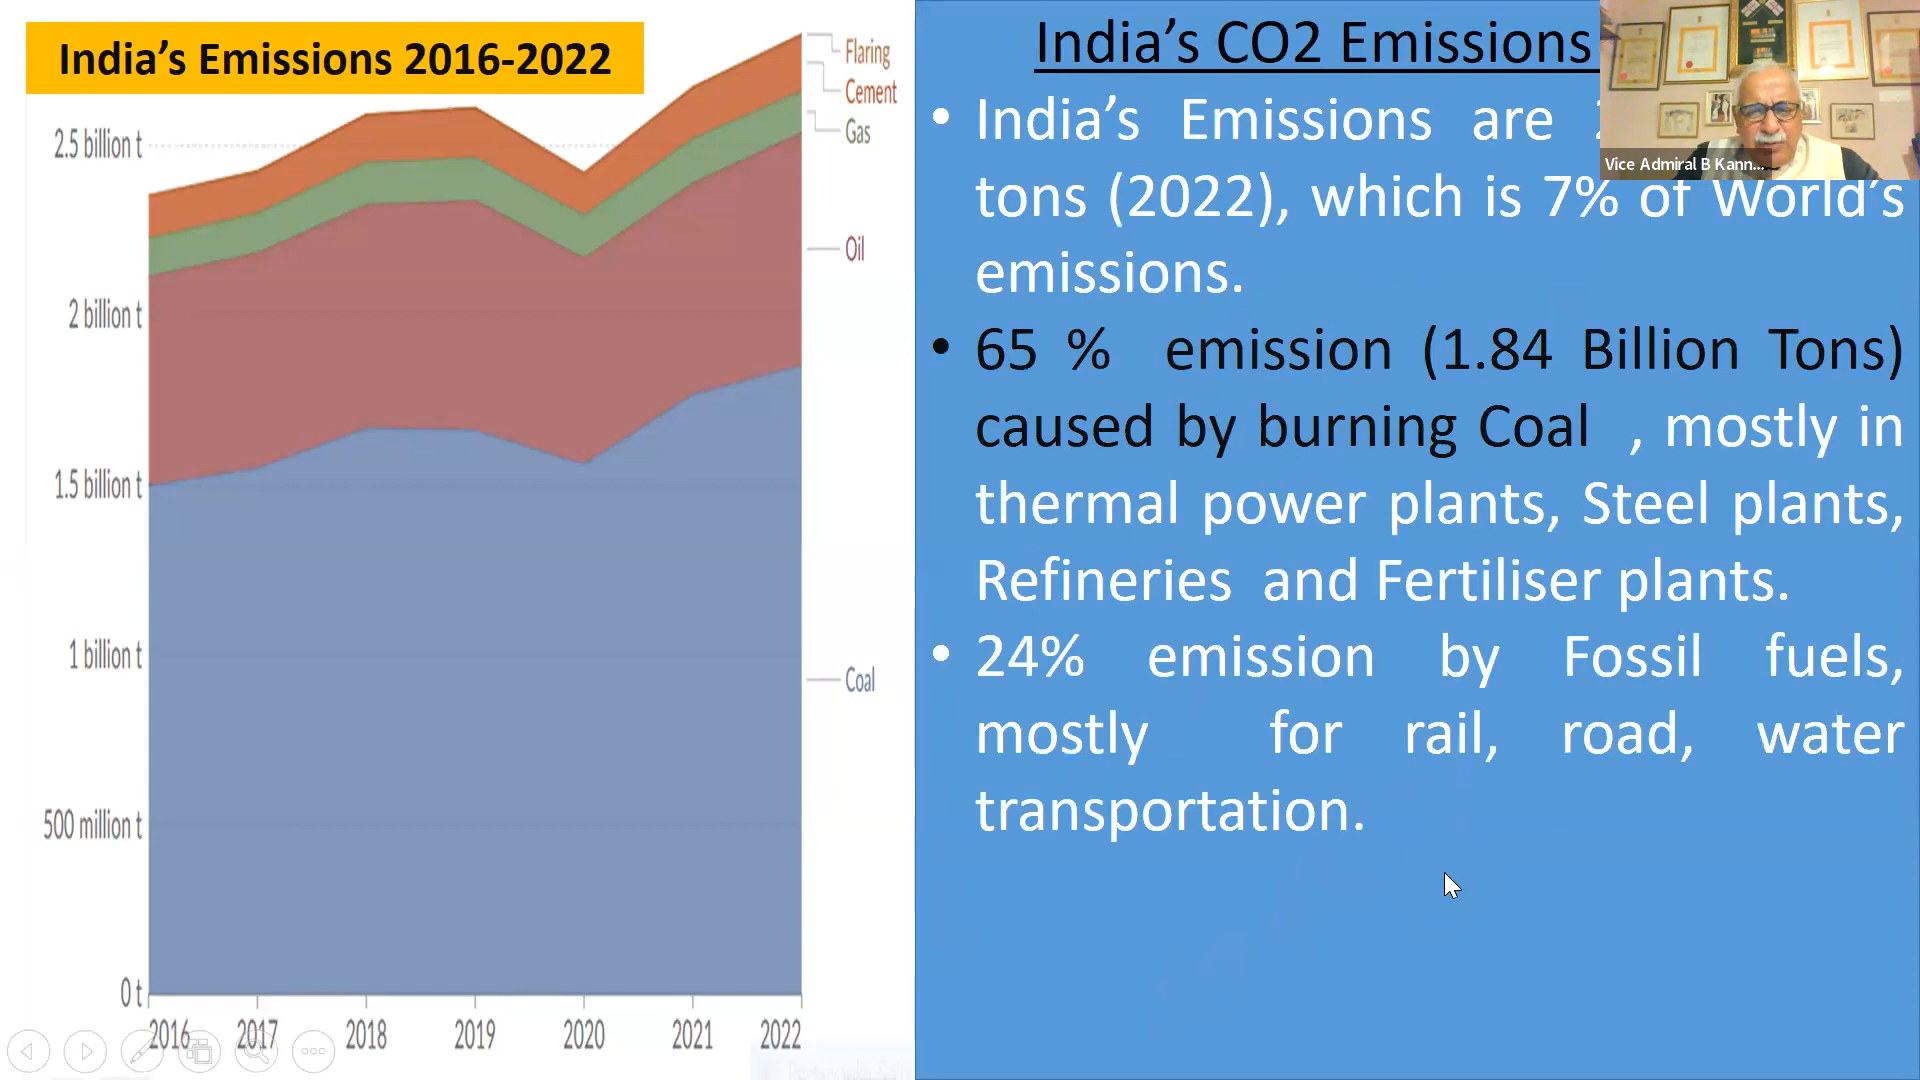 India's Emissions 2016-2022
2.5 billion t
2 billion t
1.5 billion t
1 billion t
500 million t
0 t
2016
2017
2018
2019
2020
2021
2022
Flaring
Cement
Gas
Oil
Coal
India's CO2 Emissions
• India's Emissions are
tons (2022), which is 7% of World's
emissions.
• 65 % emission (1.84 Billion Tons)
caused by burning Coal , mostly in
thermal power plants, Steel plants,
Refineries and Fertiliser plants.
• 24% emission by Fossil fuels,
mostly for rail, road, water
transportation.
Vice Admiral B Kann...